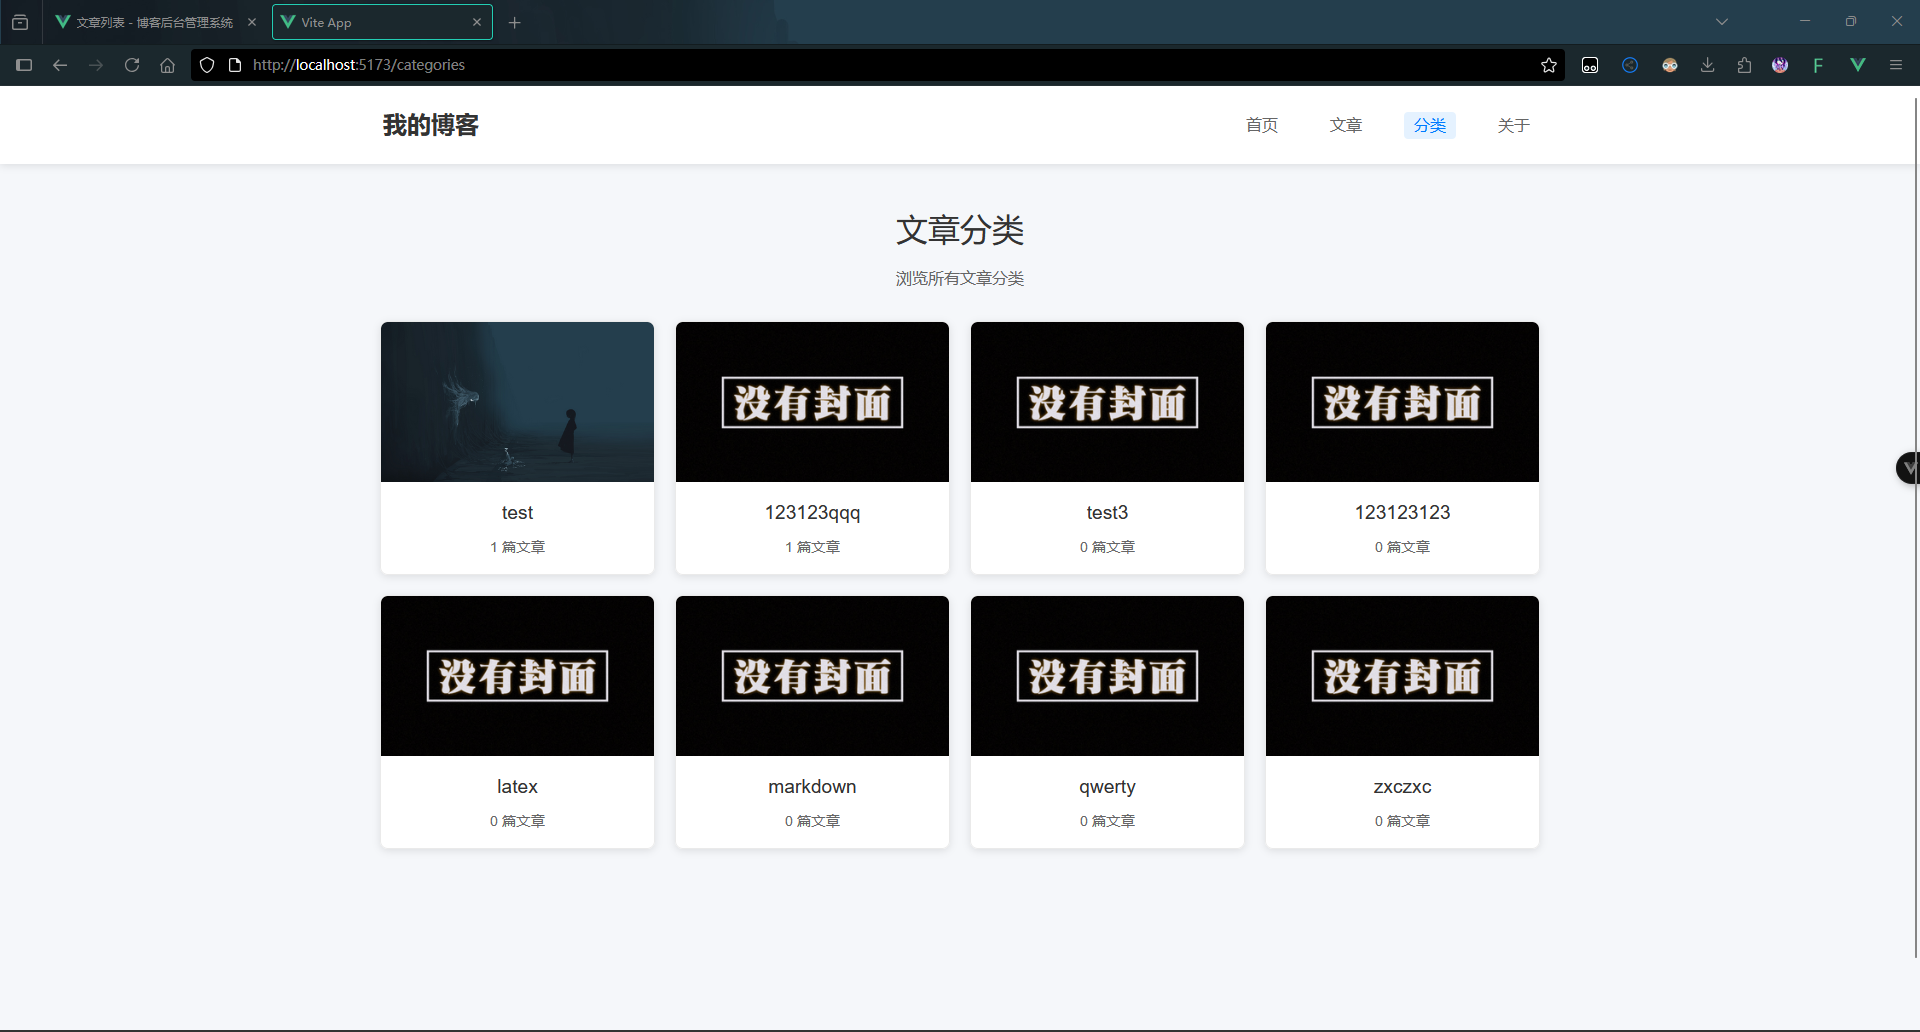 文章列表 - 博客后台管理系统
Vite App
http://localhost:5173/categories
F
我的博客
首页
文章
分类
关于
文章分类
浏览所有文章分类
没有封面
没有封面
没有封面
test
123123qqq
test3
123123123
1 篇文章
1 篇文章
0 篇文章
0 篇文章
没有封面
没有封面
没有封面
没有封面
latex
markdown
qwerty
zxczxc
0 篇文章
0 篇文章
0 篇文章
0 篇文章